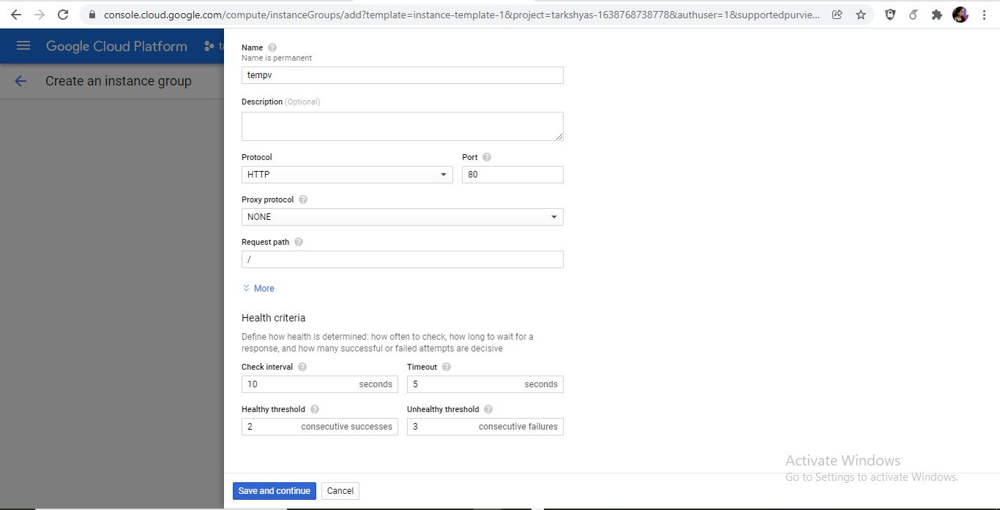 console.cloud.google.com/compute/instanceGroups/add?template=instance-template-1&project=tarkshyas-1638768738778&authuser=1&supportedpurvie...
Google Cloud Platform
Create an instance group
Name
Name is permanent
tempv
Description (Optional)
Protocol Port
HTTP 80
Proxy protocol
NONE
Request path
/
More
Health criteria
Define how health is determined: how often to check, how long to wait for a
response, and how many successful or failed attempts are decisive
Check interval Timeout
10 seconds 5 seconds
Healthy threshold Unhealthy threshold
2 consecutive successes 3 consecutive failures
Activate Windows
Go to Settings to activate Windows.
Save and continue Cancel